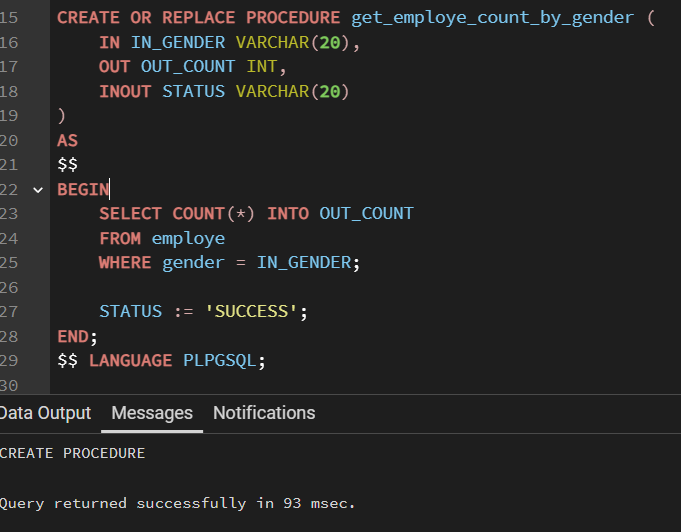 15 CREATE OR REPLACE PROCEDURE get_employe_count_by_gender (
16 IN IN_GENDER VARCHAR(20),
17 OUT OUT_COUNT INT,
18 INOUT STATUS VARCHAR(20)
19 )
20 AS
21 $$
22 BEGIN
23 SELECT COUNT(*) INTO OUT_COUNT
24 FROM employe
25 WHERE gender = IN_GENDER;
26
27 STATUS := 'SUCCESS';
28 END;
29 $$ LANGUAGE PLPGSQL;
30
Data Output Messages Notifications
CREATE PROCEDURE
Query returned successfully in 93 msec.